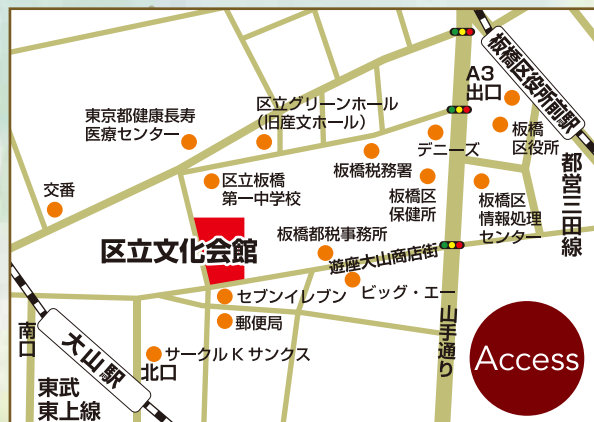 板橋区役所前駅
A3
出口
東京都健康長寿
医療センター
区立グリーンホール
（旧産文ホール）
デニーズ
板橋
区役所
都営三田線
板橋税務署
交番
区立板橋
第一中学校
板橋区
保健所
板橋区
情報処理
センター
区立文化会館
板橋都税事務所
遊座大山商店街
セブンイレブン
ビッグ・エー
山手通り
郵便局
南口
大山駅
サークルKサンクス
北口
東武
東上線
Access